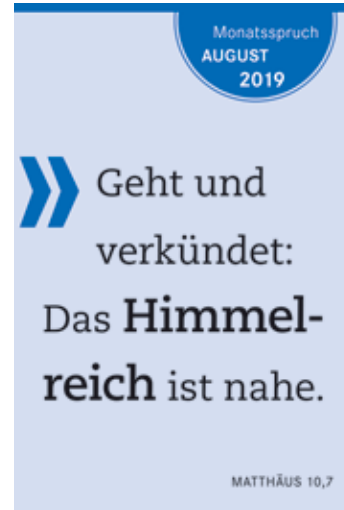 Monatsspruch
AUGUST
2019
» Geht und
verkündet:
Das Himmel-
reich ist nahe.
MATTHÄUS 10,7